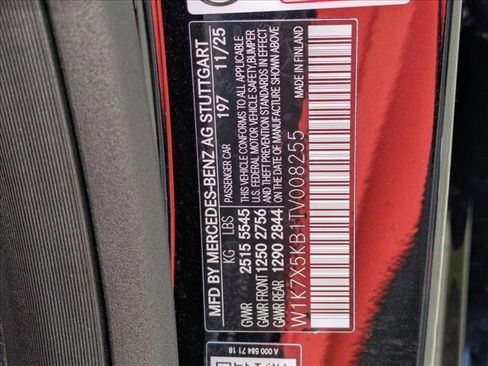 MFD BY MERCEDES-BENZ AG STUTTGART
PASSENGER CAR 197 11/25
KG LBS
GVWR 2515 5545
GAWR FRONT 1250 2756
GAWR REAR 1290 2844
THIS VEHICLE CONFORMS TO ALL APPLICABLE
U.S. FEDERAL MOTOR VEHICLE SAFETY, BUMPER
AND THEFT PREVENTION STANDARDS IN EFFECT
ON THE DATE OF MANUFACTURE SHOWN ABOVE
MADE IN FINLAND
W1K7X5KB1TV008255
A 000 584 71 18